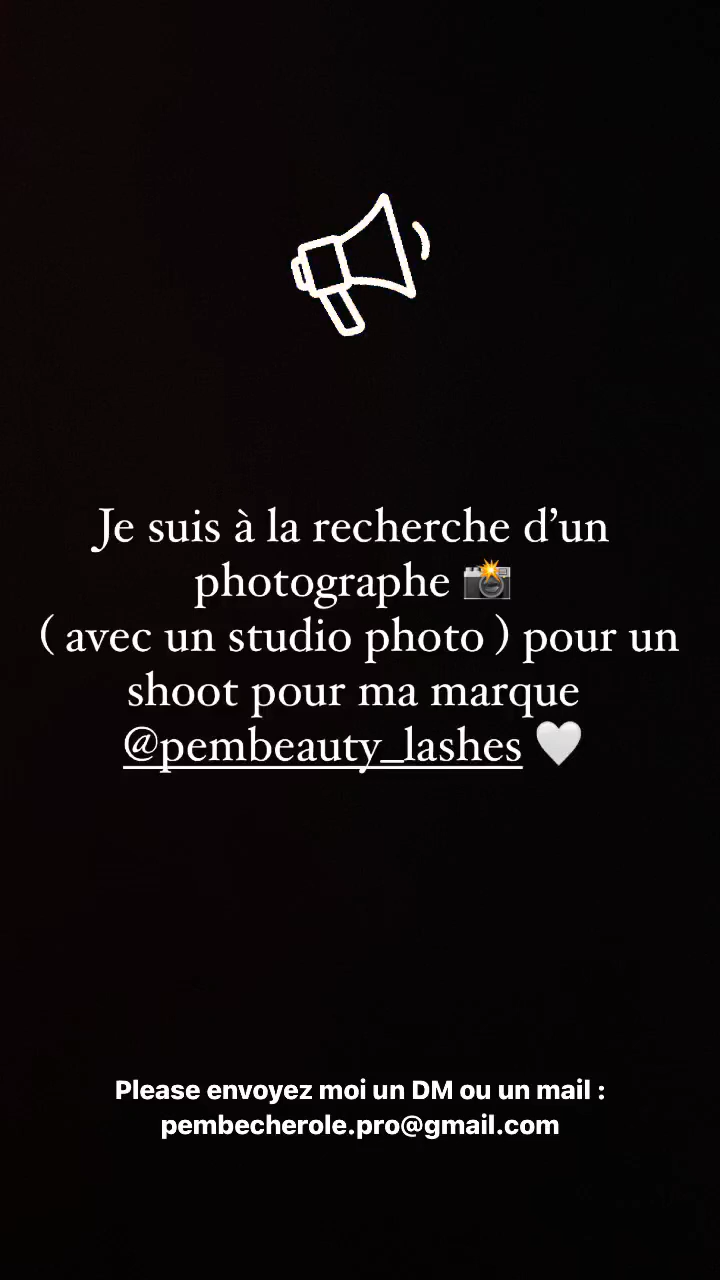 Je suis à la recherche d’un
photographe 📸
( avec un studio photo ) pour un
shoot pour ma marque
@pembeauty_lashes 🤍
Please envoyez moi un DM ou un mail :
pembecherole.pro@gmail.com